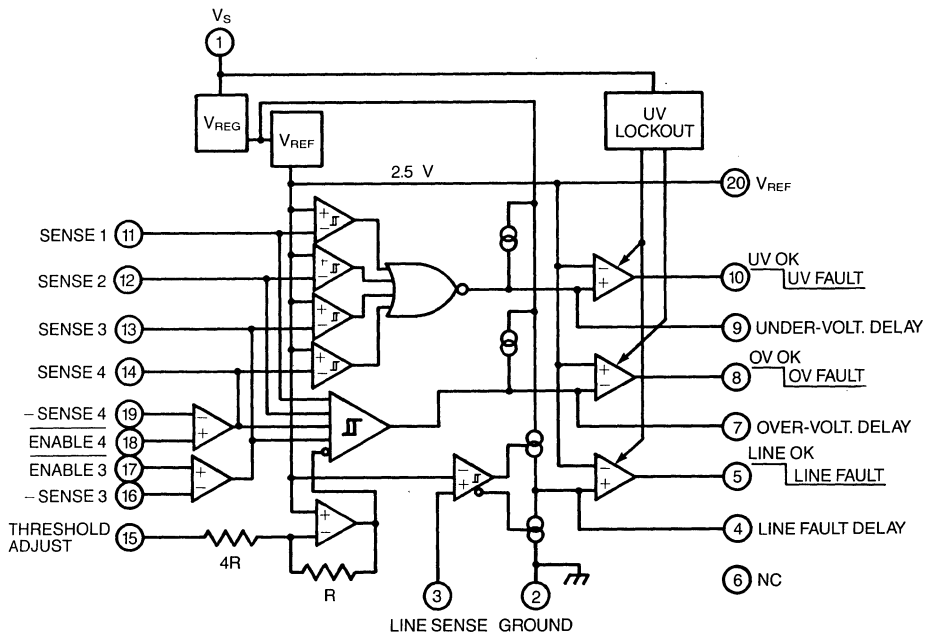 VS
1
VREG
VREF
UV
LOCKOUT
2.5 V
20 VREF
SENSE 1 11
SENSE 2 12
SENSE 3 13
SENSE 4 14
–SENSE 4 19
ENABLE 4 18
ENABLE 3 17
–SENSE 3 16
THRESHOLD
ADJUST 15
4R
R
10 UV OK
UV FAULT
9 UNDER-VOLT. DELAY
8 OV OK
OV FAULT
7 OVER-VOLT. DELAY
5 LINE OK
LINE FAULT
4 LINE FAULT DELAY
6 NC
3
LINE SENSE
2
GROUND